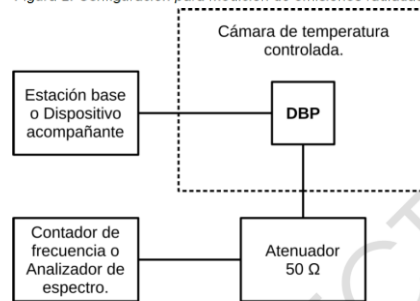 Cámara de temperatura
controlada.
Estación base
o Dispositivo
acompañante
DBP
Contador de
frecuencia o
Analizador de
espectro.
Atenuador
50 Ω